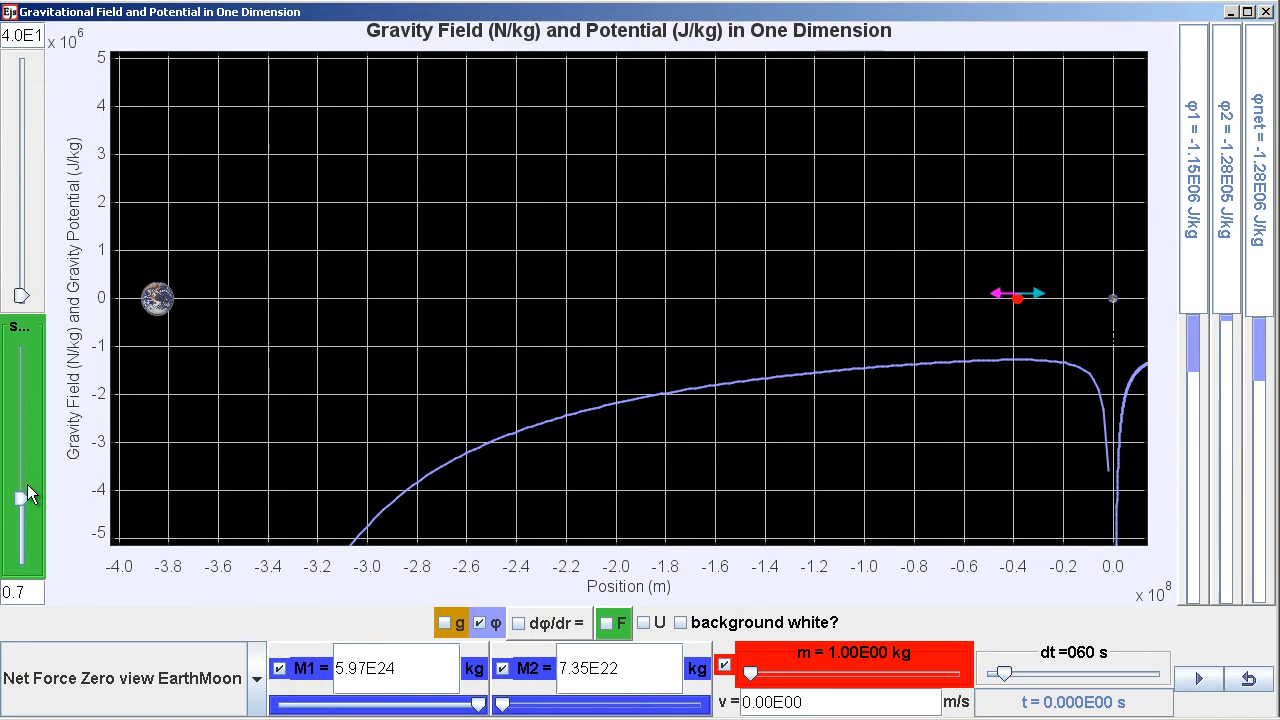 Ejs Gravitational Field and Potential in One Dimension
4.0E1
x 10⁶
Gravity Field (N/kg) and Potential (J/kg) in One Dimension
5
4
3
2
1
0
-1
-2
-3
-4
-5
Gravity Field (N/kg) and Gravity Potential (J/kg)
s...
0.7
-4.0 -3.8 -3.6 -3.4 -3.2 -3.0 -2.8 -2.6 -2.4 -2.2 -2.0 -1.8 -1.6 -1.4 -1.2 -1.0 -0.8 -0.6 -0.4 -0.2 0.0
Position (m)
x 10⁸
φ1 = -1.15E06 J/kg
φ2 = -1.28E05 J/kg
φnet = -1.28E06 J/kg
g φ dφ/dr = F U background white?
Net Force Zero view EarthMoon
M1 = 5.97E24 kg
M2 = 7.35E22 kg
m = 1.00E00 kg
v = 0.00E00 m/s
dt =060 s
t = 0.000E00 s